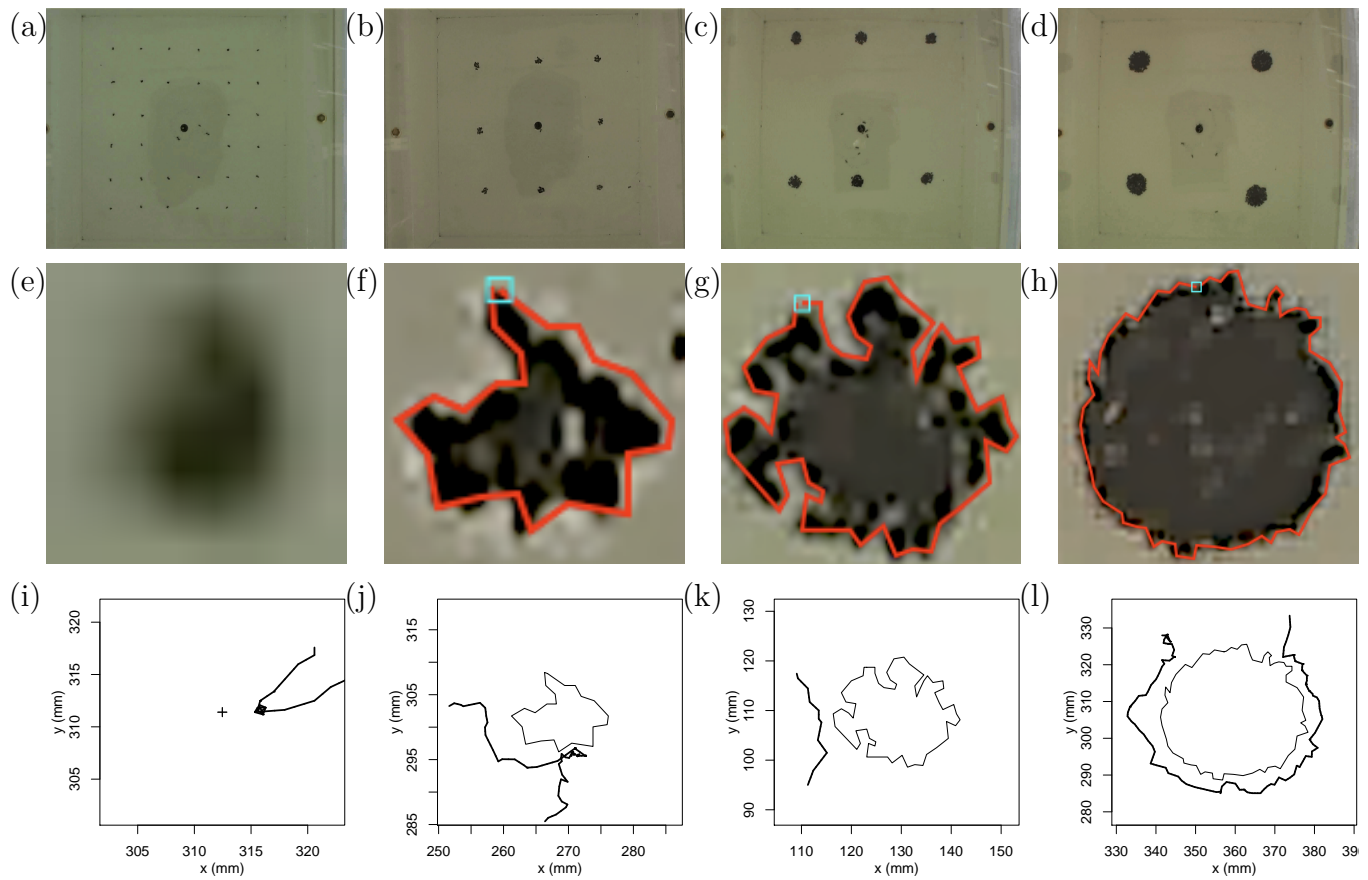 (a) (b) (c) (d)
(e) (f) (g) (h)
(i) (j) (k) (l)
y (mm)
320
315
310
305
305 310 315 320
x (mm)
y (mm)
315
305
295
285
250 260 270 280
x (mm)
y (mm)
130
120
110
100
90
110 120 130 140 150
x (mm)
y (mm)
330
320
310
300
290
280
330 340 350 360 370 380 39
x (mm)